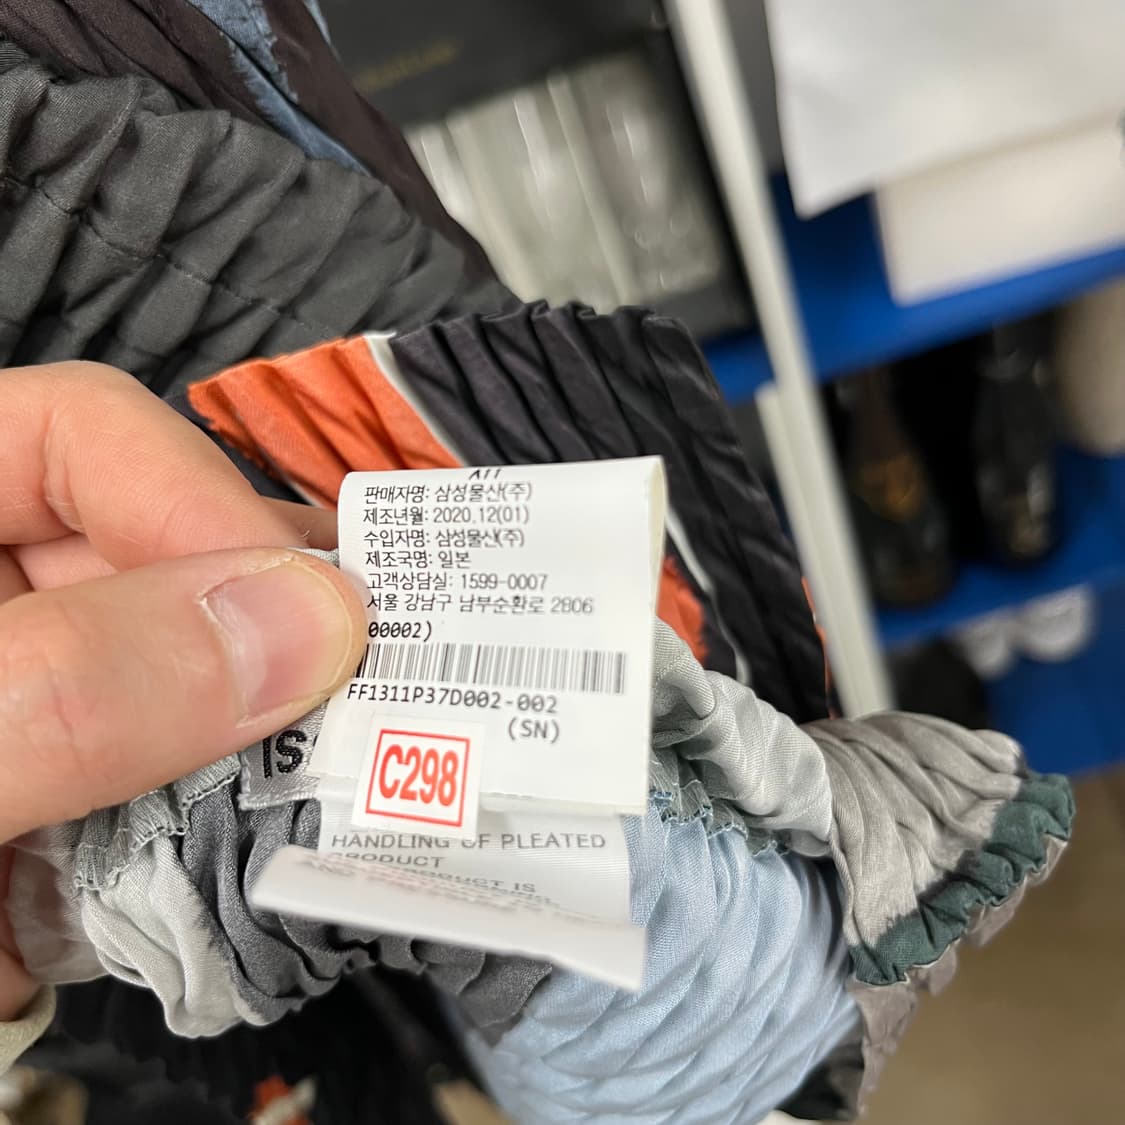 판매자명: 삼성물산(주)
제조년월: 2020.12(01)
수입자명: 삼성물산(주)
제조국명: 일본
고객상담실: 1599-0007
서울 강남구 남부순환로 2806
00002)
FF1311P37D002-002
(SN)
IS
C298
HANDLING OF PLEATED
PRODUCT
PRODUCT IS